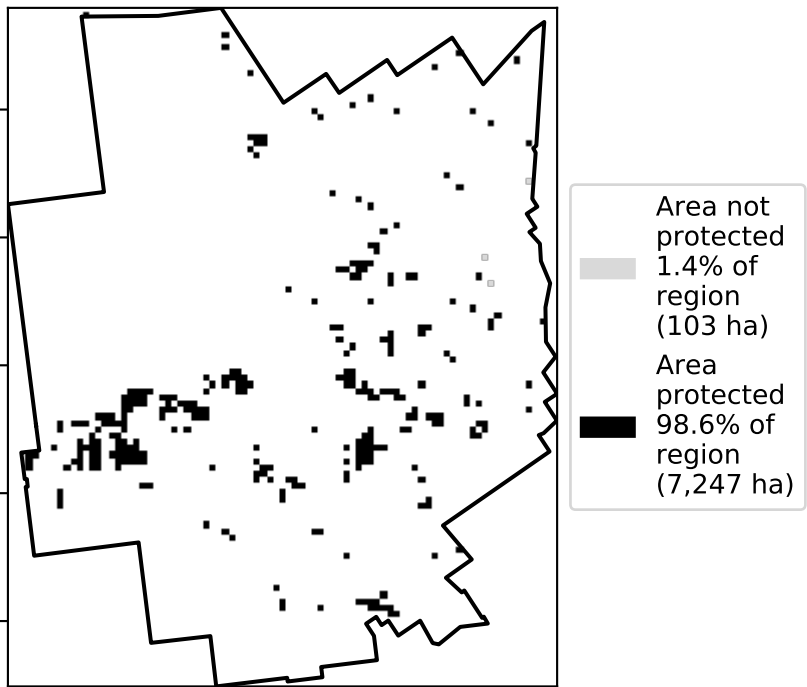 Area not
protected
1.4% of
region
(103 ha)
Area
protected
98.6% of
region
(7,247 ha)